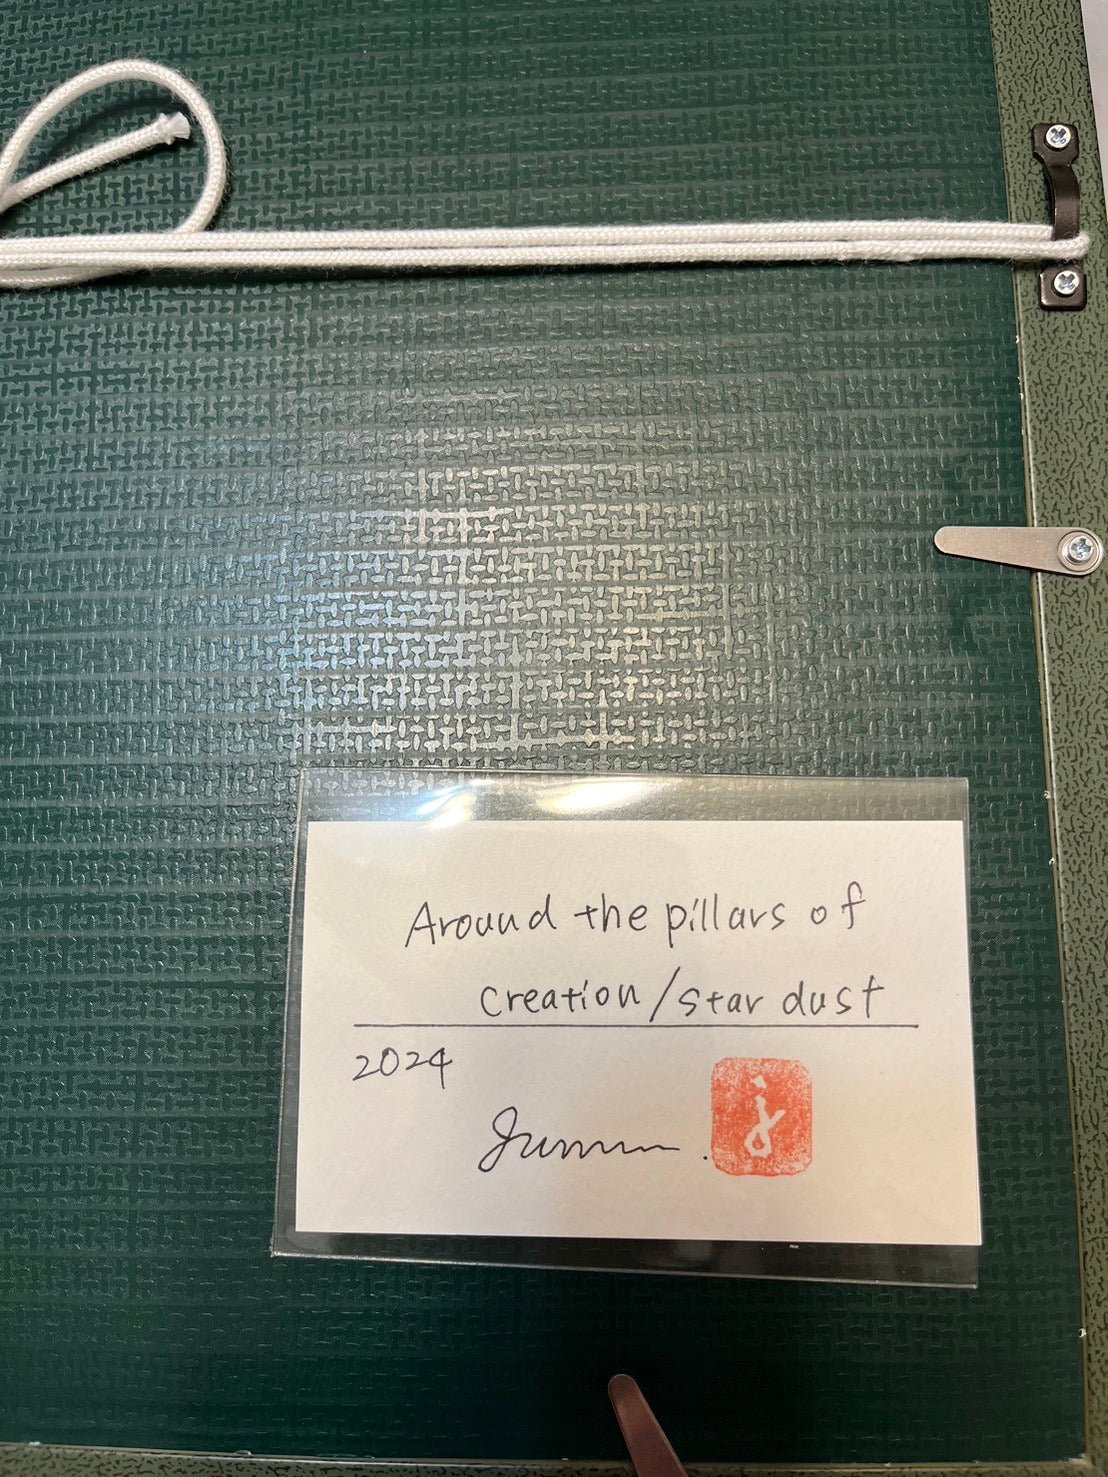 Around the pillars of
creation/star dust
2024
j